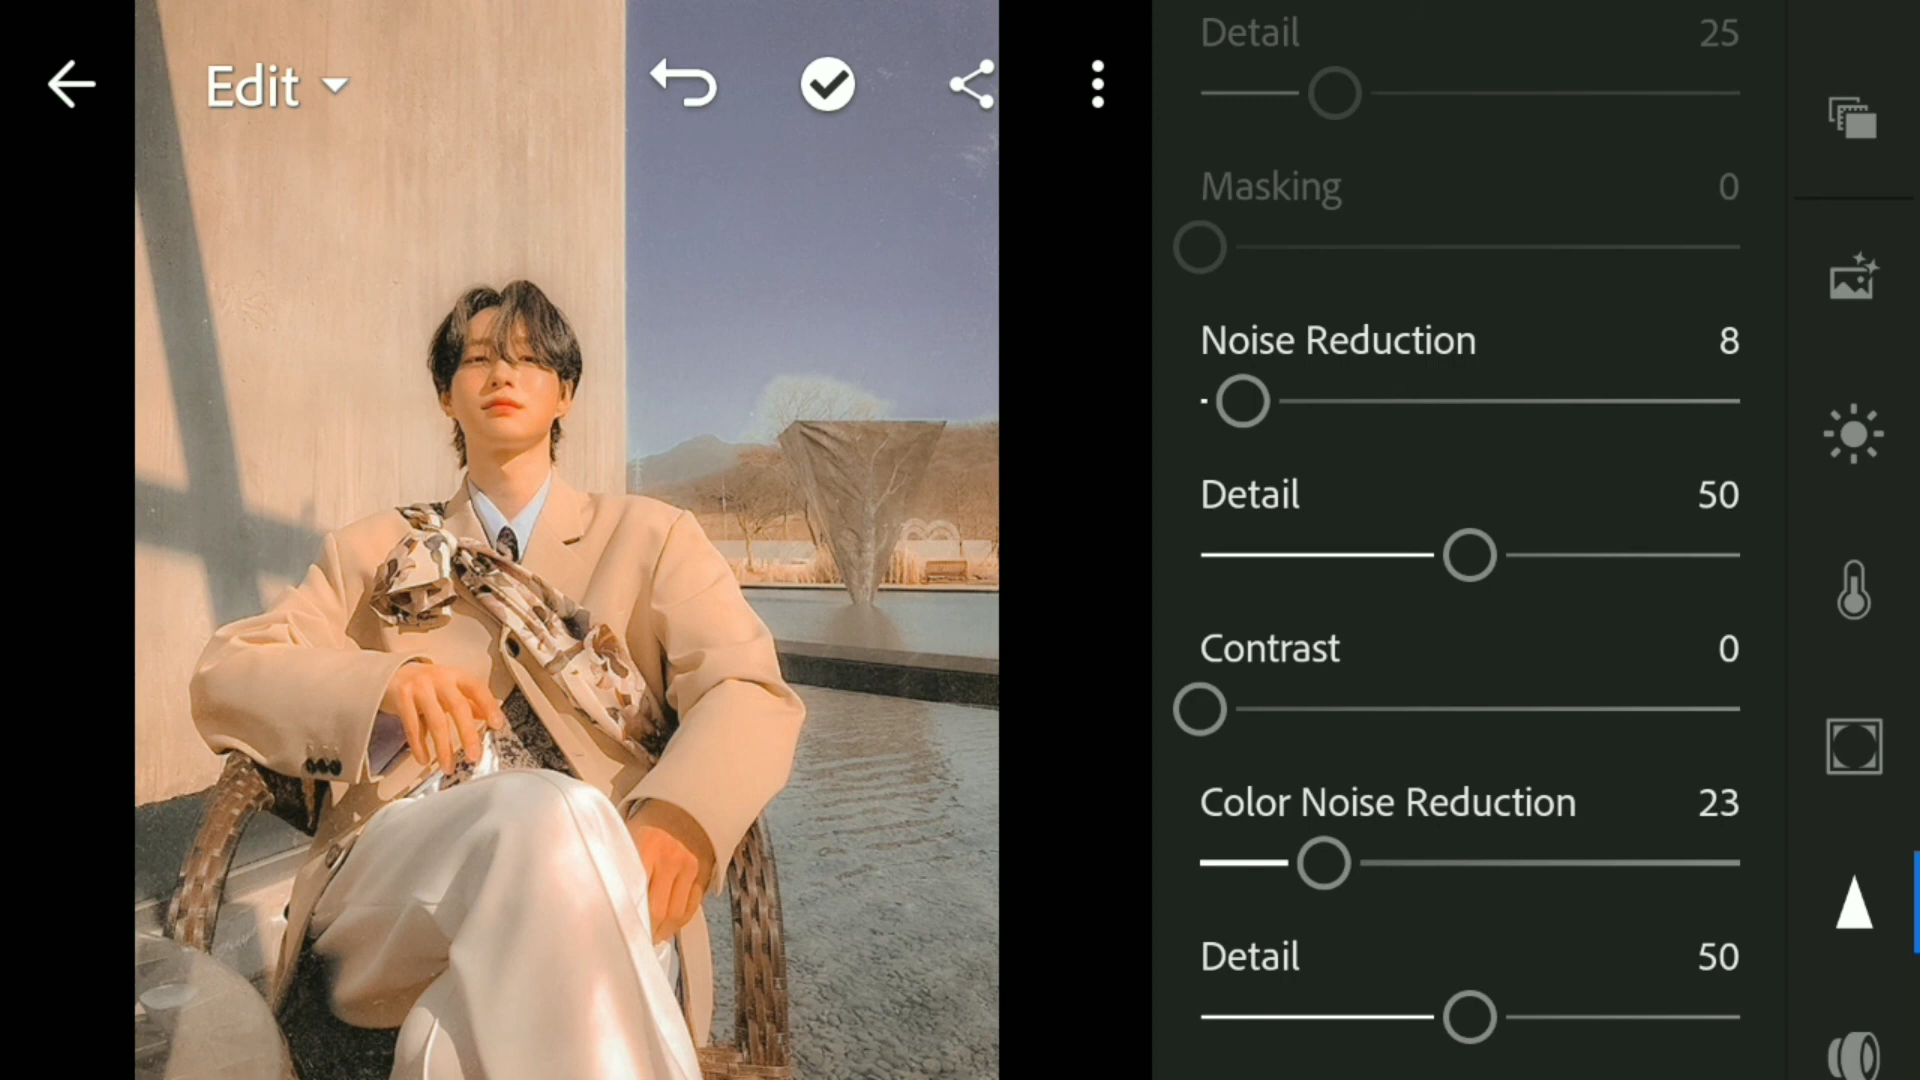 Edit
Detail 25
Masking 0
Noise Reduction 8
Detail 50
Contrast 0
Color Noise Reduction 23
Detail 50